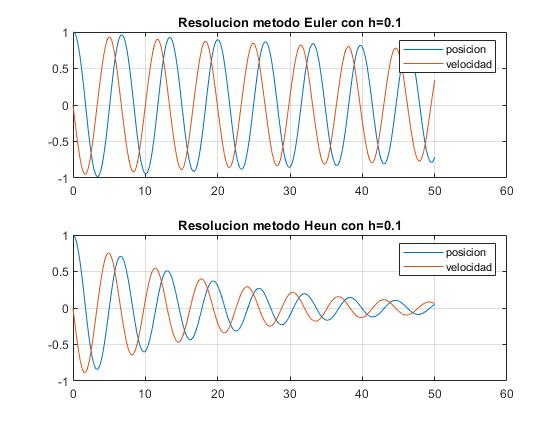 Resolucion metodo Euler con h=0.1
1
0.5
0
-0.5
-1
posicion
velocidad
0 10 20 30 40 50 60
Resolucion metodo Heun con h=0.1
1
0.5
0
-0.5
-1
posicion
velocidad
0 10 20 30 40 50 60